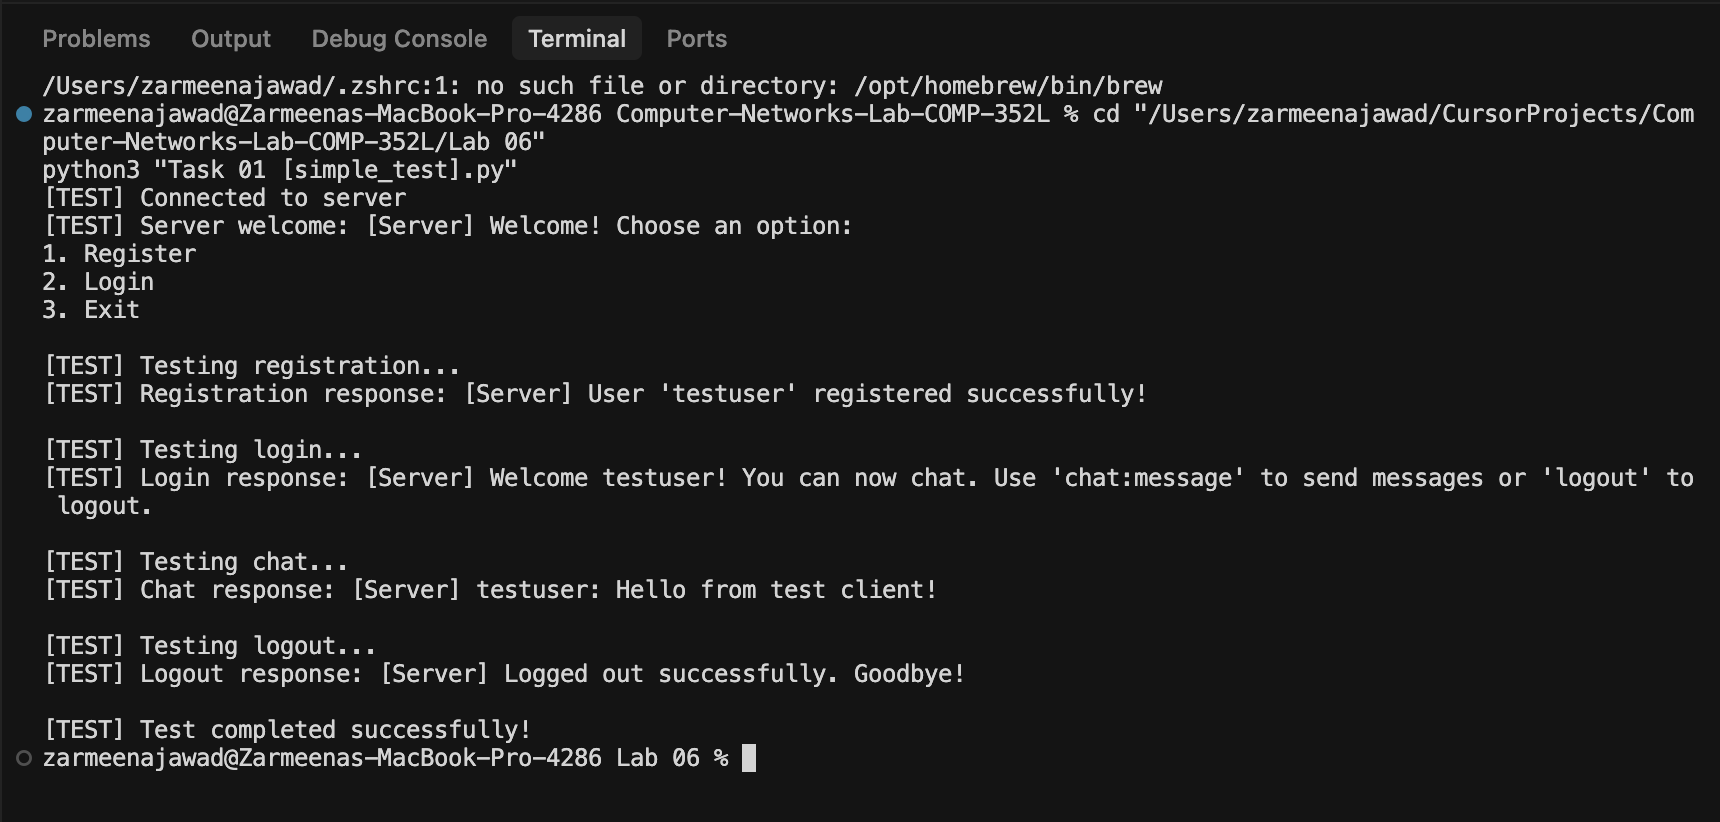 Problems Output Debug Console Terminal Ports
/Users/zarmeenajawad/.zshrc:1: no such file or directory: /opt/homebrew/bin/brew
zarmeenajawad@Zarmeenas-MacBook-Pro-4286 Computer-Networks-Lab-COMP-352L % cd "/Users/zarmeenajawad/CursorProjects/Com
puter-Networks-Lab-COMP-352L/Lab 06"
python3 "Task 01 [simple_test].py"
[TEST] Connected to server
[TEST] Server welcome: [Server] Welcome! Choose an option:
1. Register
2. Login
3. Exit
[TEST] Testing registration...
[TEST] Registration response: [Server] User 'testuser' registered successfully!
[TEST] Testing login...
[TEST] Login response: [Server] Welcome testuser! You can now chat. Use 'chat:message' to send messages or 'logout' to
logout.
[TEST] Testing chat...
[TEST] Chat response: [Server] testuser: Hello from test client!
[TEST] Testing logout...
[TEST] Logout response: [Server] Logged out successfully. Goodbye!
[TEST] Test completed successfully!
zarmeenajawad@Zarmeenas-MacBook-Pro-4286 Lab 06 %